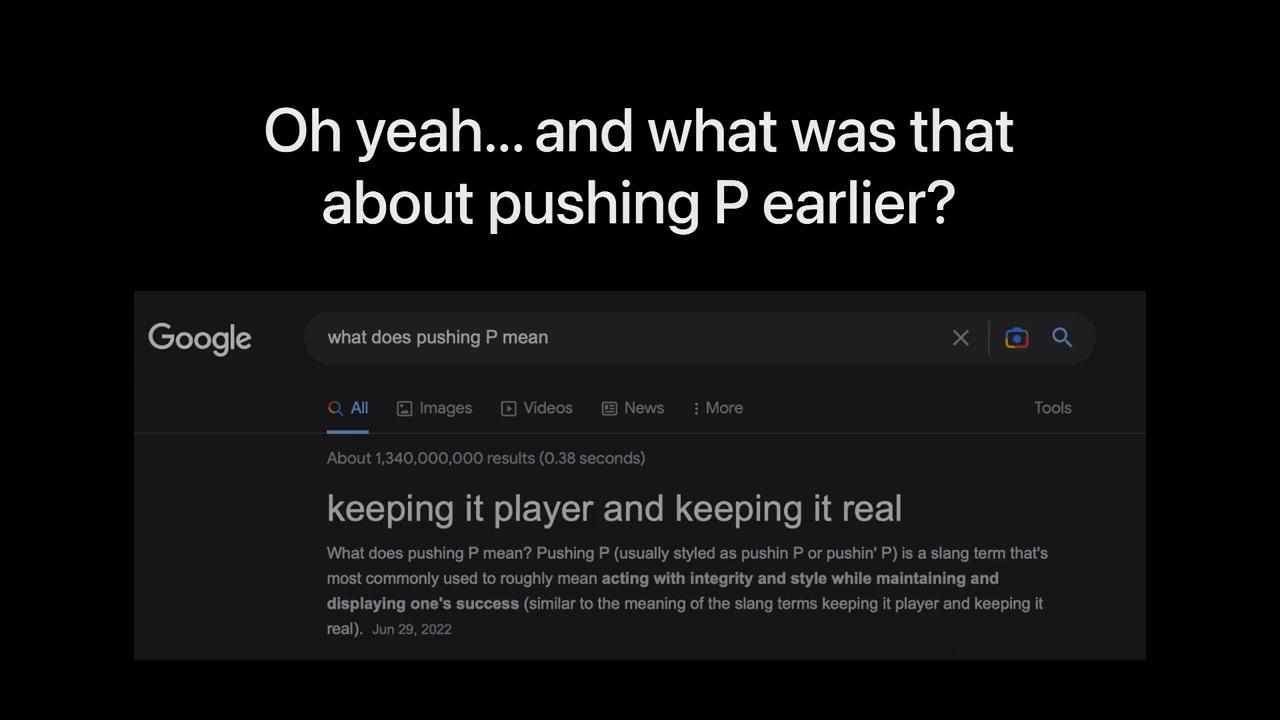 Oh yeah... and what was that
about pushing P earlier?
Google
what does pushing P mean
All Images Videos News More Tools
About 1,340,000,000 results (0.38 seconds)
keeping it player and keeping it real
What does pushing P mean? Pushing P (usually styled as pushin P or pushin' P) is a slang term that's
most commonly used to roughly mean acting with integrity and style while maintaining and
displaying one's success (similar to the meaning of the slang terms keeping it player and keeping it
real). Jun 29, 2022